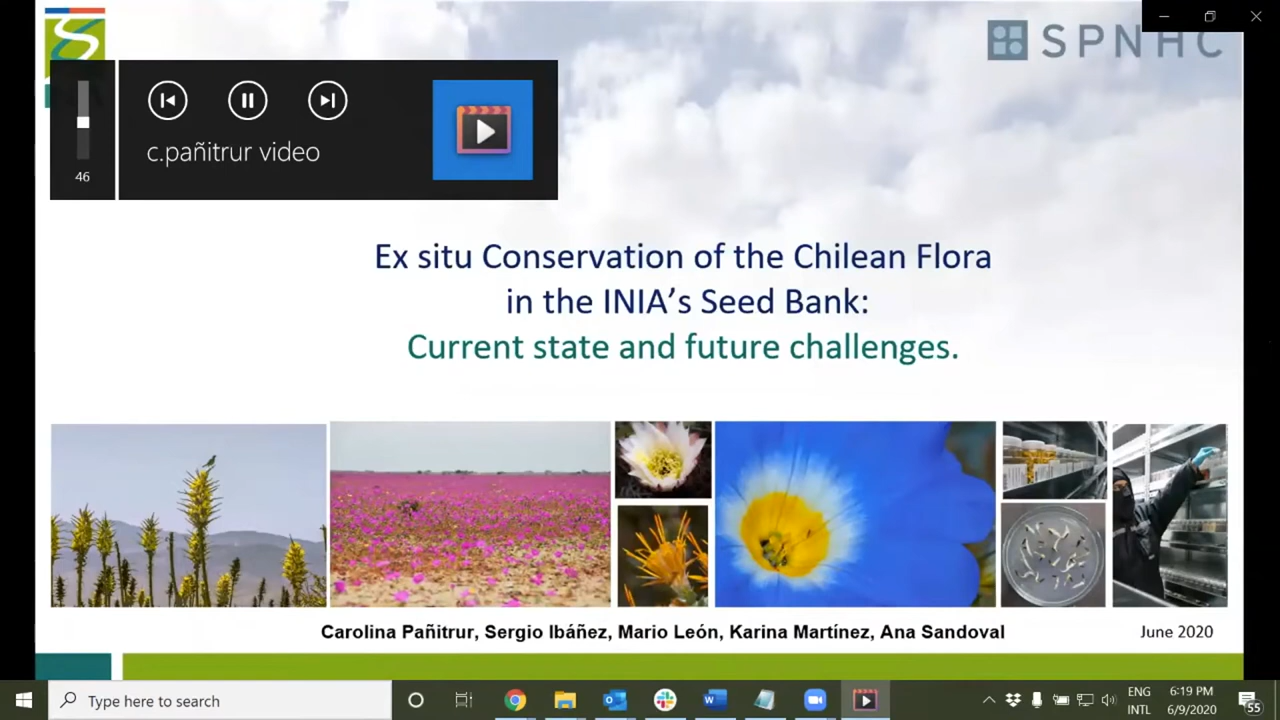 SPNHC
46
c.pañitrur video
Ex situ Conservation of the Chilean Flora
in the INIA's Seed Bank:
Current state and future challenges.
Carolina Pañitrur, Sergio Ibáñez, Mario León, Karina Martínez, Ana Sandoval
June 2020
Type here to search
ENG
INTL
6:19 PM
6/9/2020
55